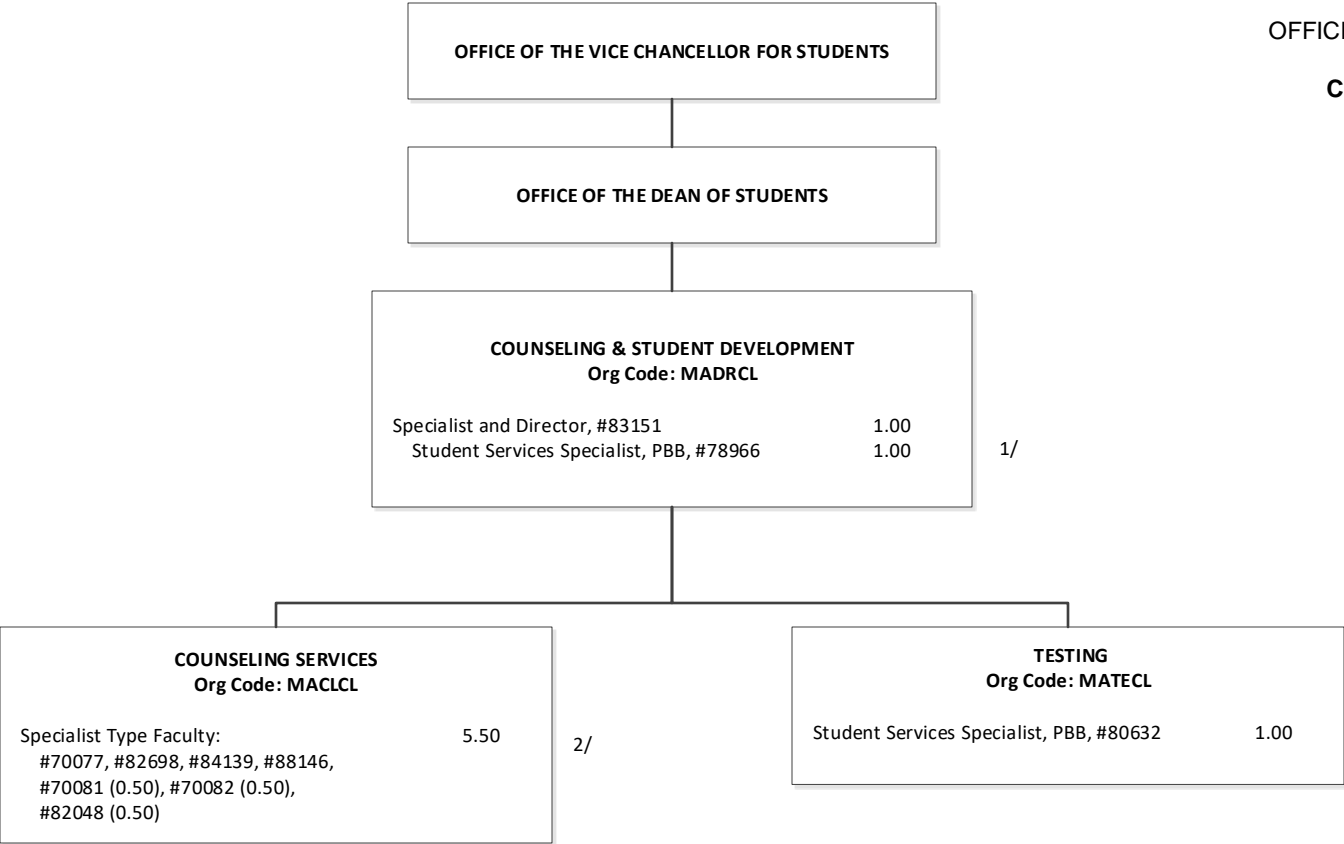 OFFICE OF THE VICE CHANCELLOR FOR STUDENTS
OFFICE OF THE DEAN OF STUDENTS
COUNSELING & STUDENT DEVELOPMENT
Org Code: MADRCL
Specialist and Director, #83151 1.00
Student Services Specialist, PBB, #78966 1.00 1/
COUNSELING SERVICES
Org Code: MACLCL
Specialist Type Faculty: 5.50 2/
#70077, #82698, #84139, #88146,
#70081 (0.50), #70082 (0.50),
#82048 (0.50)
TESTING
Org Code: MATECL
Student Services Specialist, PBB, #80632 1.00